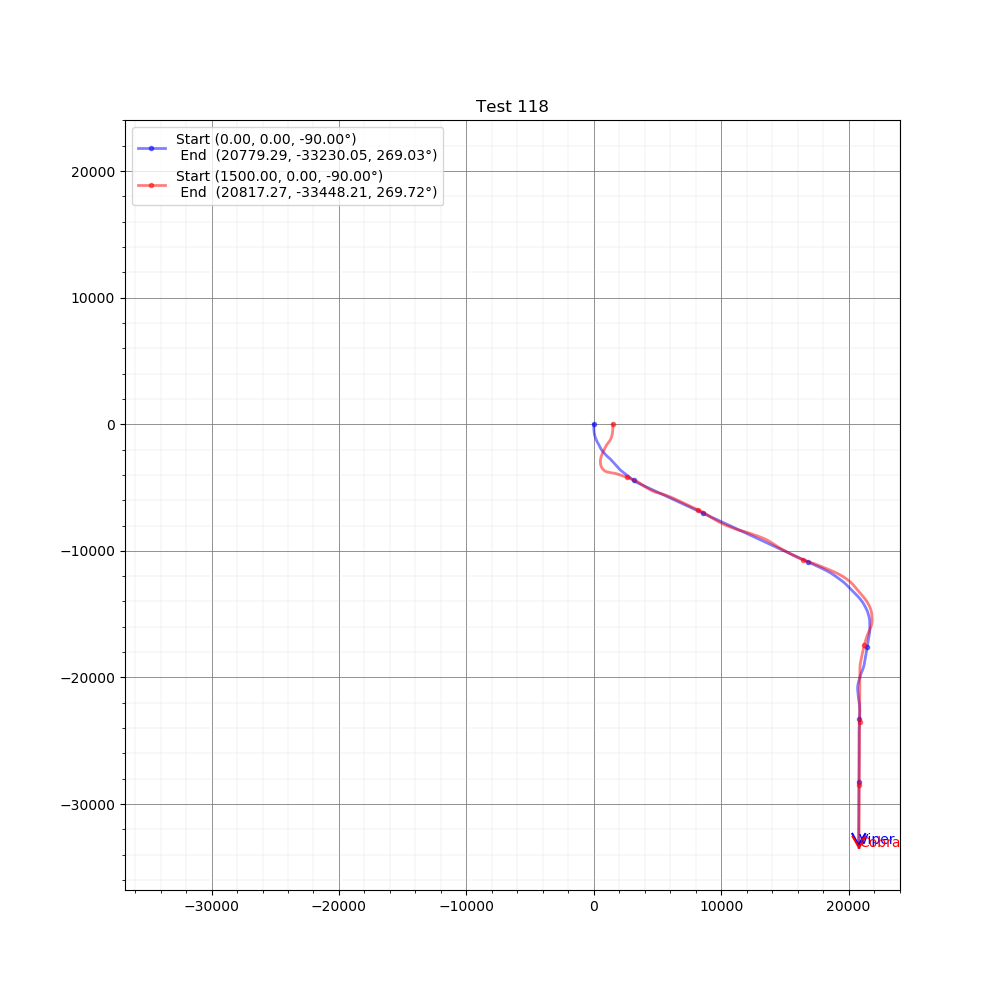 Test 118
Start (0.00, 0.00, -90.00°)
End (20779.29, -33230.05, 269.03°)
Start (1500.00, 0.00, -90.00°)
End (20817.27, -33448.21, 269.72°)
20000
10000
0
−10000
−20000
−30000
Viper
Cobra
−30000 −20000 −10000 0 10000 20000